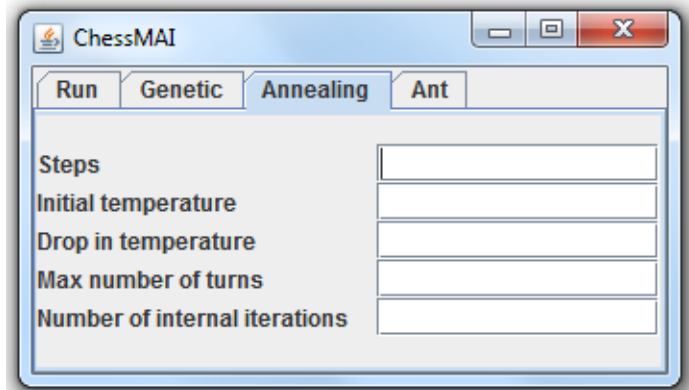 ChessMAI
Run Genetic Annealing Ant
Steps
Initial temperature
Drop in temperature
Max number of turns
Number of internal iterations